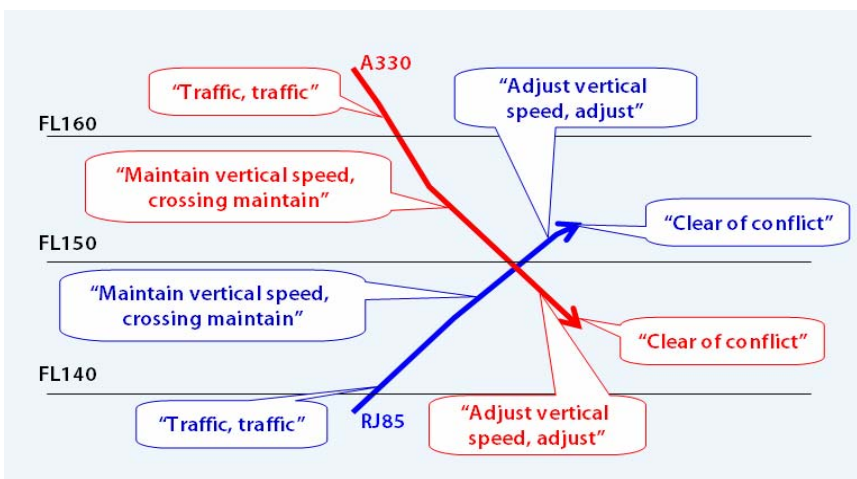 A330
“Traffic, traffic”
“Adjust vertical
speed, adjust”
FL160
“Maintain vertical speed,
crossing maintain”
“Clear of conflict”
FL150
“Maintain vertical speed,
crossing maintain”
“Clear of conflict”
FL140
“Traffic, traffic”
RJ85
“Adjust vertical
speed, adjust”